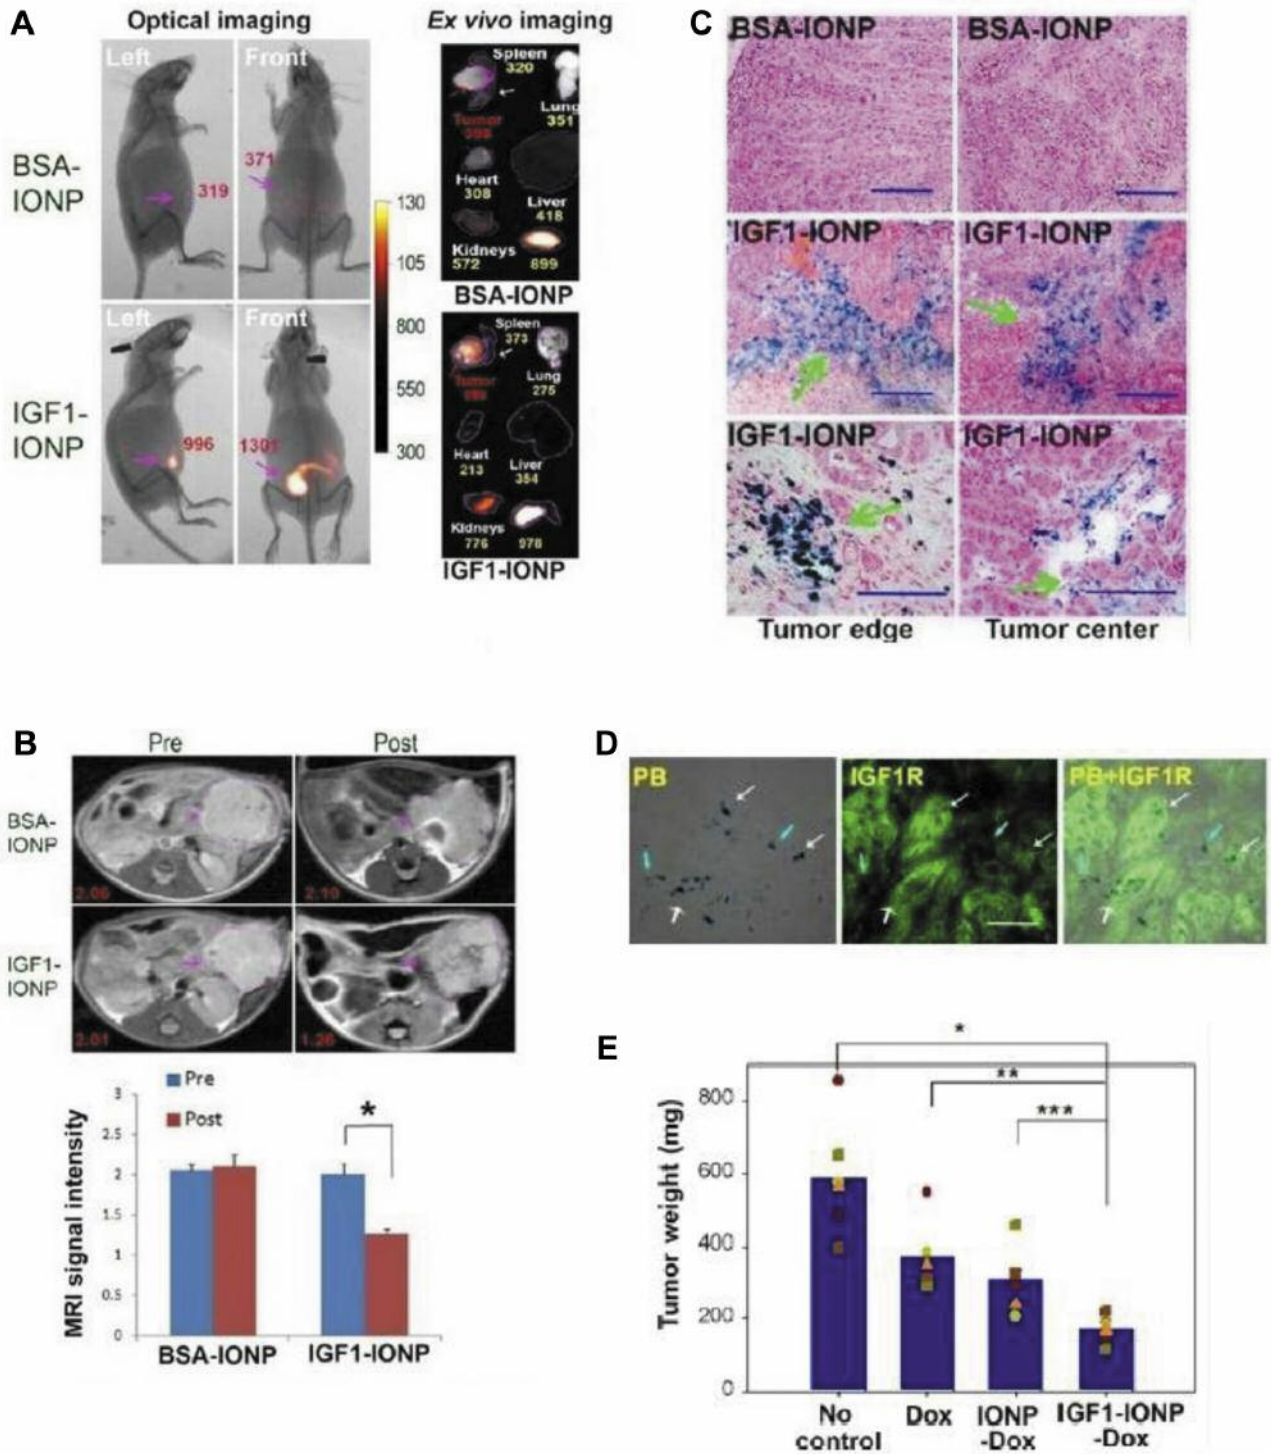 A
Optical imaging
Ex vivo imaging
Left
Front
BSA-
IONP
319
371
Spleen
320
Lung
351
Tumor
Heart
308
Liver
418
Kidneys
572
899
BSA-IONP
130
105
800
550
300
Left
Front
IGF1-
IONP
996
1301
Spleen
373
Lung
275
Tumor
Heart
213
Liver
354
Kidneys
776
978
IGF1-IONP
C
BSA-IONP
BSA-IONP
IGF1-IONP
IGF1-IONP
IGF1-IONP
IGF1-IONP
Tumor edge
Tumor center
B
Pre
Post
BSA-
IONP
2.06
2.10
IGF1-
IONP
2.01
1.26
MRI signal intensity
3
2.5
2
1.5
1
0.5
0
Pre
Post
*
BSA-IONP
IGF1-IONP
D
PB
IGF1R
PB+IGF1R
E
*
**
***
Tumor weight (mg)
800
600
400
200
0
No
control
Dox
IONP
-Dox
IGF1-IONP
-Dox